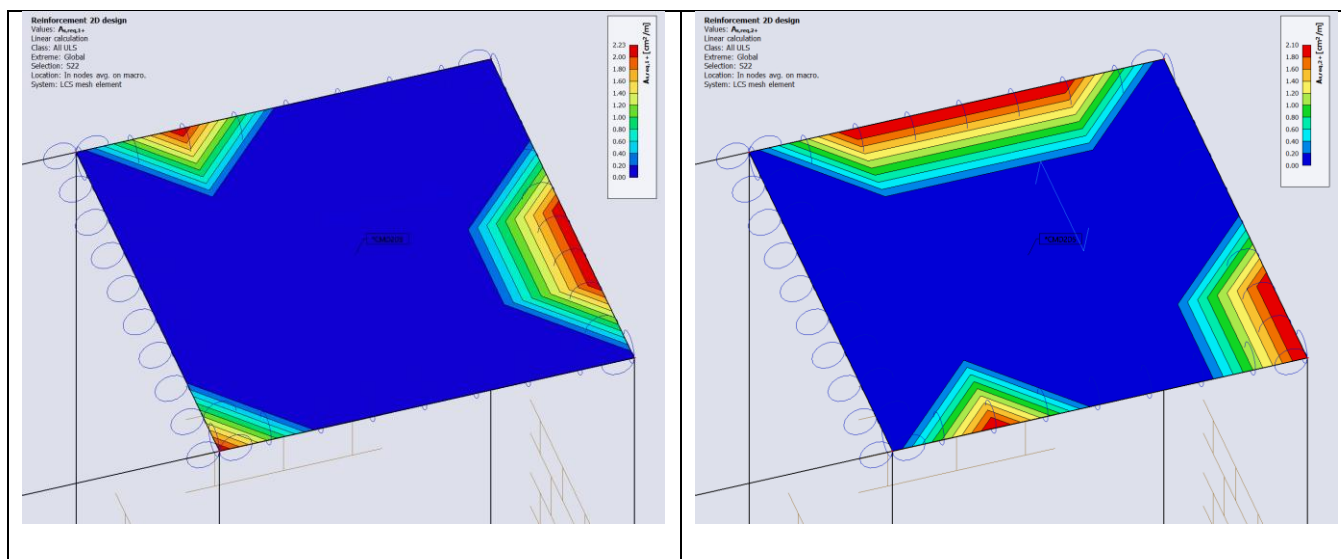 Reinforcement 2D design
Values: As,req,1+
Linear calculation
Class: All ULS
Extreme: Global
Selection: S22
Location: In nodes avg. on macro.
System: LCS mesh element
As,req,1+ [cm²/m]
2.23
2.00
1.80
1.60
1.40
1.20
1.00
0.80
0.60
0.40
0.20
0.00
Reinforcement 2D design
Values: As,req,2+
Linear calculation
Class: All ULS
Extreme: Global
Selection: S22
Location: In nodes avg. on macro.
System: LCS mesh element
As,req,2+ [cm²/m]
2.10
1.80
1.60
1.40
1.20
1.00
0.80
0.60
0.40
0.20
0.00